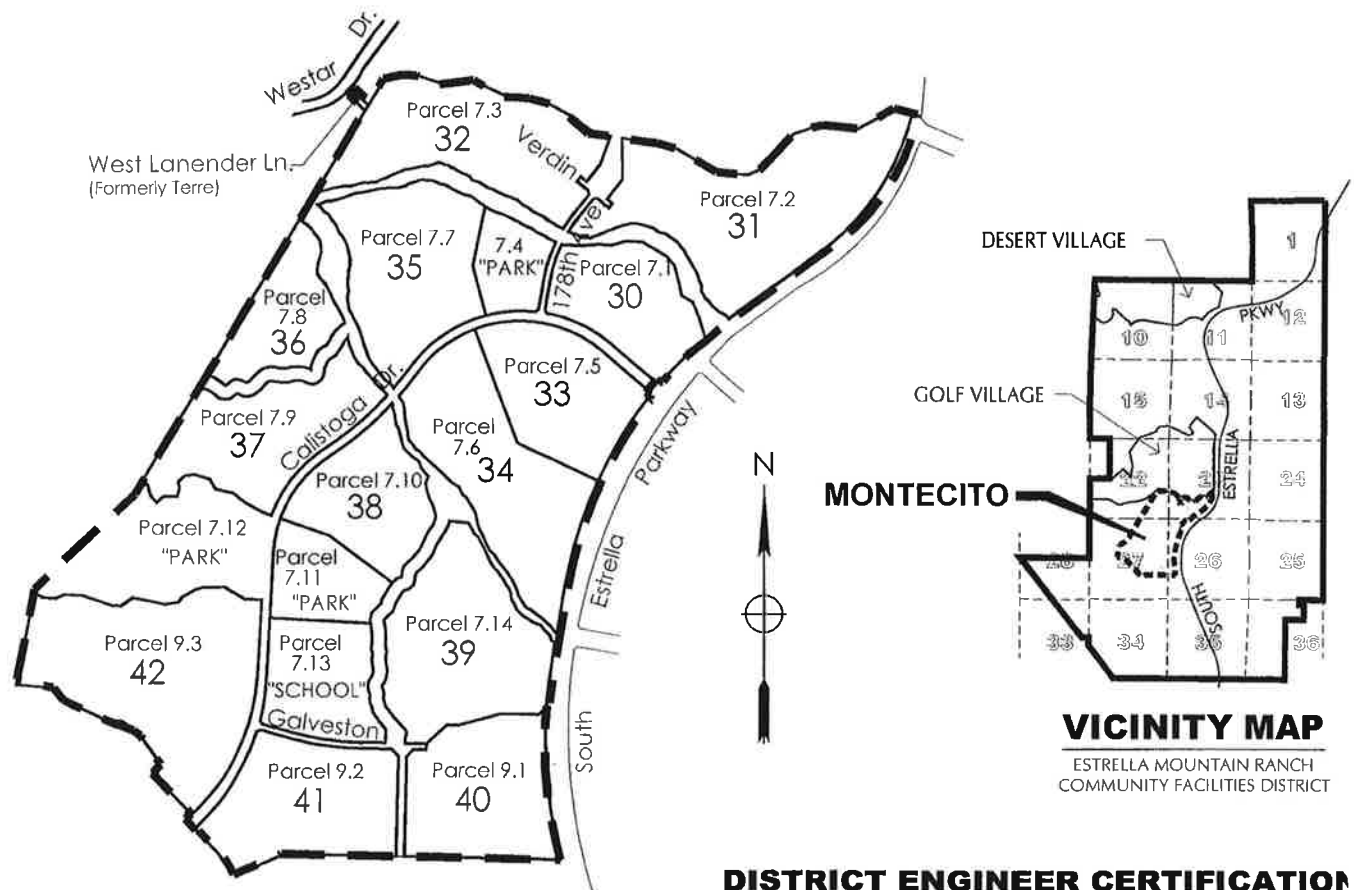 Westar Dr.
West Lanender Ln.
(Formerly Terre)
Parcel 7.3
32
Verdin
Parcel 7.2
31
Parcel 7.7
35
7.4
"PARK"
178th Ave
Parcel 7.1
30
Parcel
7.8
36
Parcel 7.5
33
Calistoga Dr.
Parcel 7.9
37
Parcel
7.6
34
Parcel 7.10
38
Parcel 7.12
"PARK"
Parcel
7.11
"PARK"
Parcel 7.14
39
Parcel 9.3
42
Parcel
7.13
"SCHOOL"
Galveston
Parcel 9.2
41
Parcel 9.1
40
South Estrella Parkway
N
DESERT VILLAGE
GOLF VILLAGE
MONTECITO
1
PKWY
12
10
11
15
14
13
22
ESTRELLIA
24
27
26
25
SOUTH
33
34
35
36
VICINITY MAP
ESTRELLA MOUNTAIN RANCH
COMMUNITY FACILITIES DISTRICT
DISTRICT ENGINEER CERTIFICATION